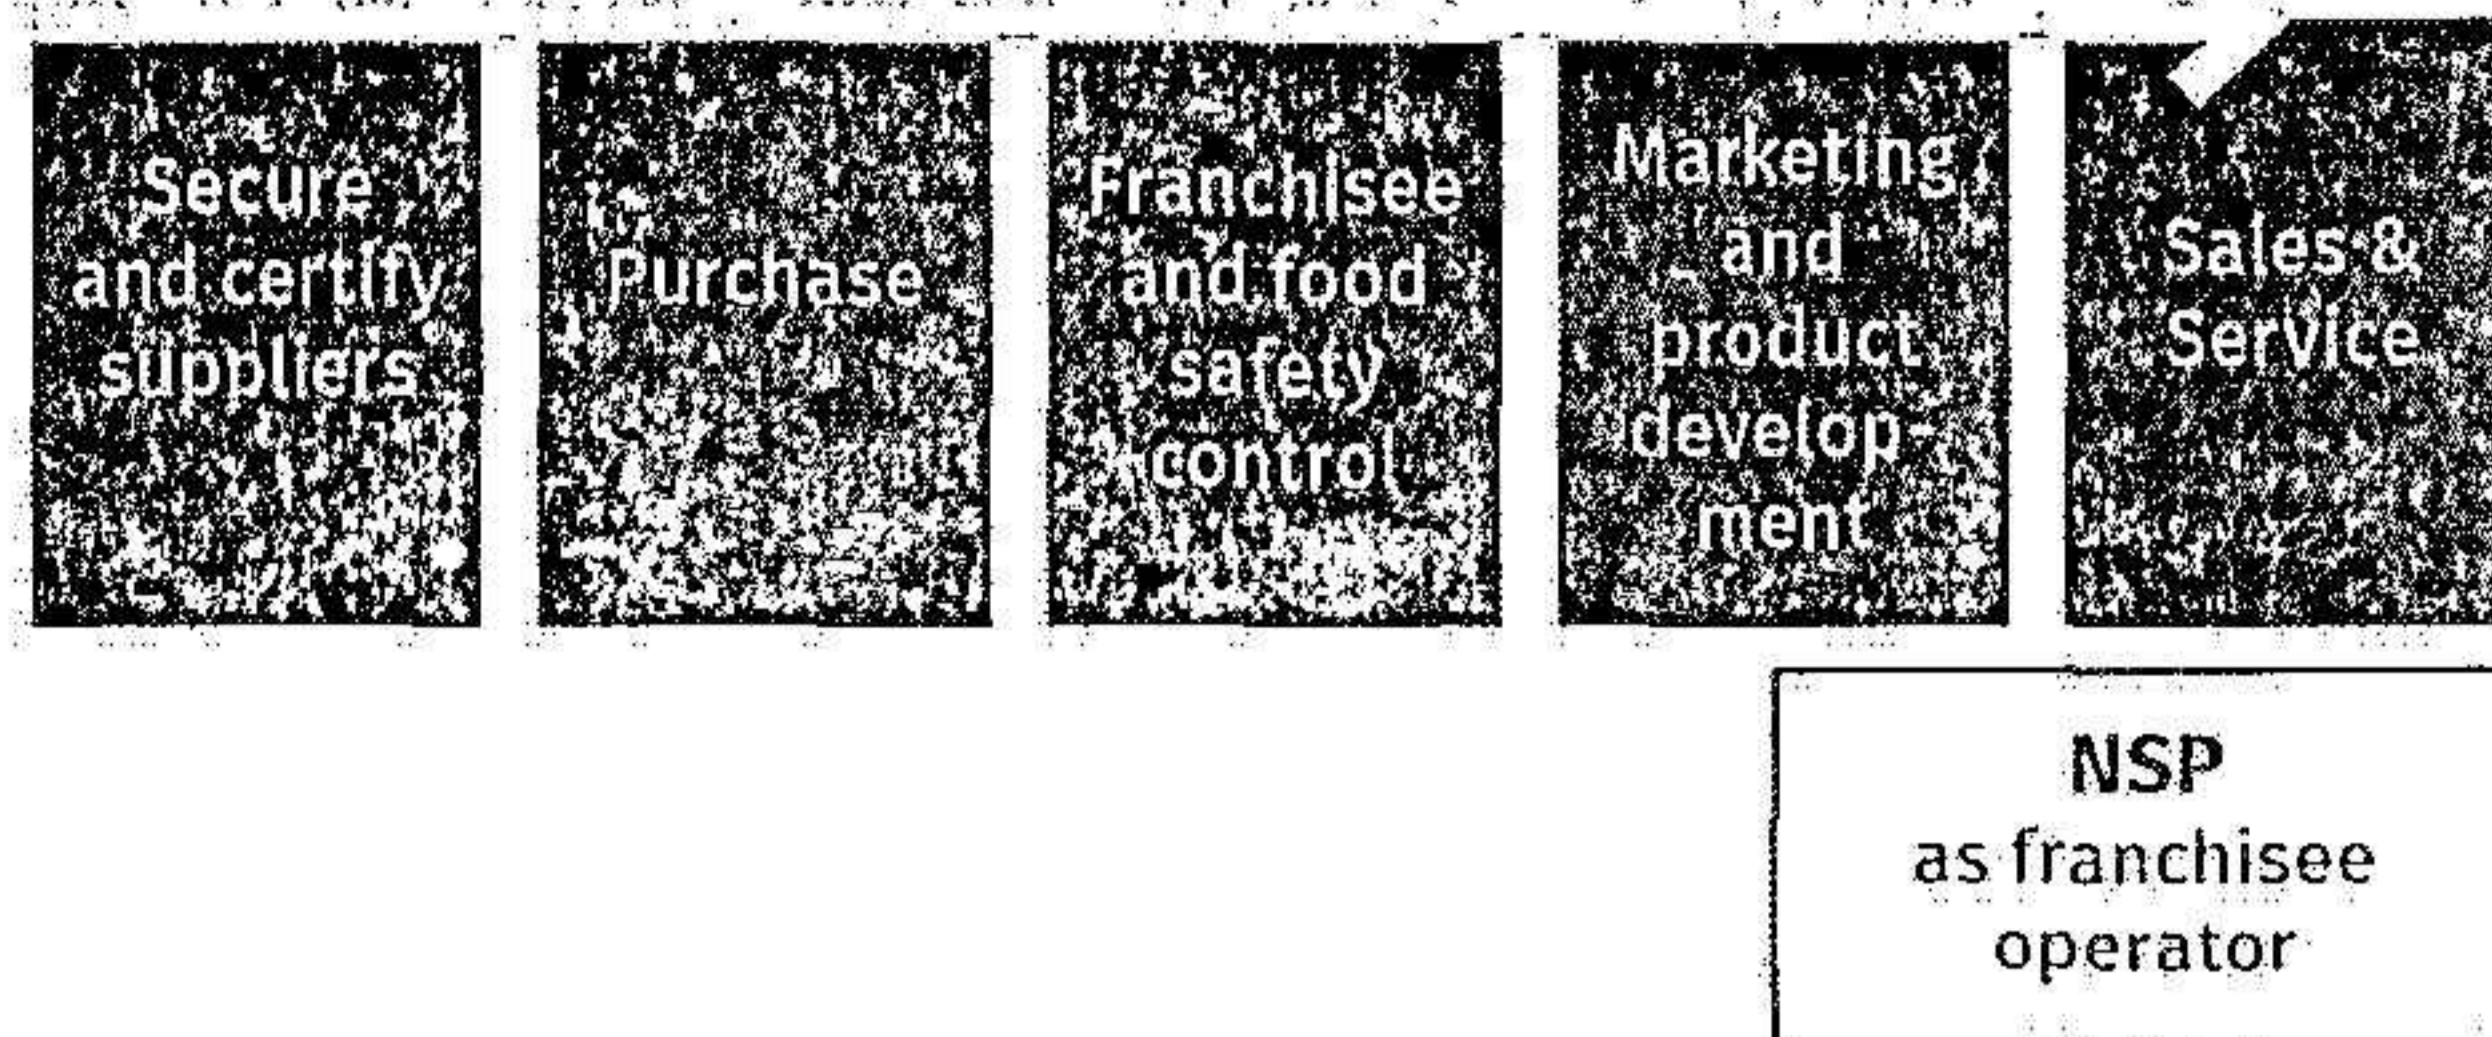 Secure
and certify
suppliers
Purchase
Franchisee
and food
safety
control
Marketing
and
product
develop-
ment
Sales &
Service
NSP
as franchisee
operator